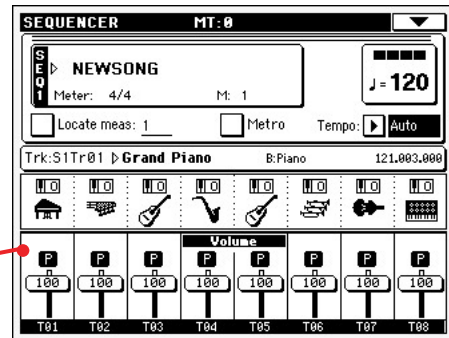 SEQUENCER MT:0
SEQ1
NEWSONG
Meter: 4/4 M: 1
♩=120
Locate meas: 1 Metro Tempo: Auto
Trk:S1Tr01 ▷Grand Piano B:Piano 121.003.000
Volume
P P P P P P P P
100 100 100 100 100 100 100 100
T01 T02 T03 T04 T05 T06 T07 T08